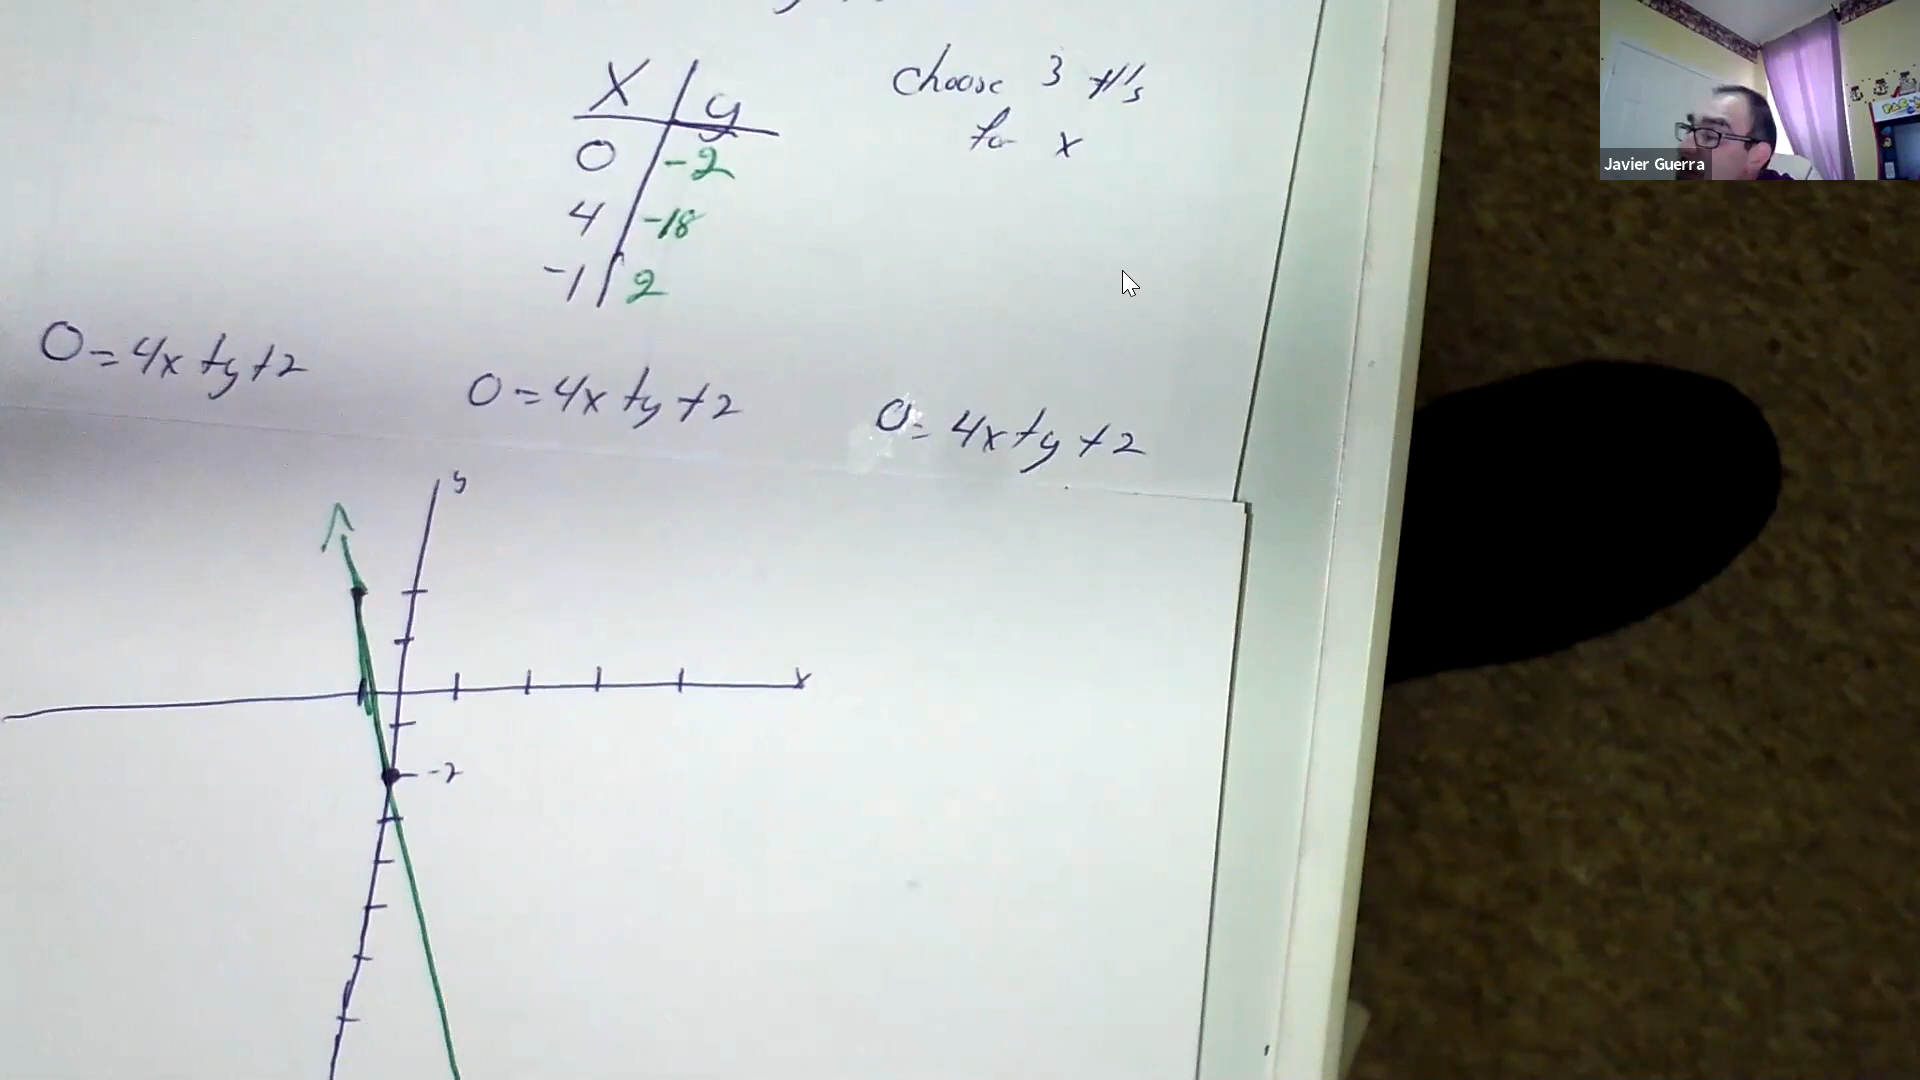 Choose 3 #'s
for x
x y
0 -2
4 -18
-1 2
0=4x+y+2
0=4x+y+2
0=4x+y+2
y
x
-2
Javier Guerra